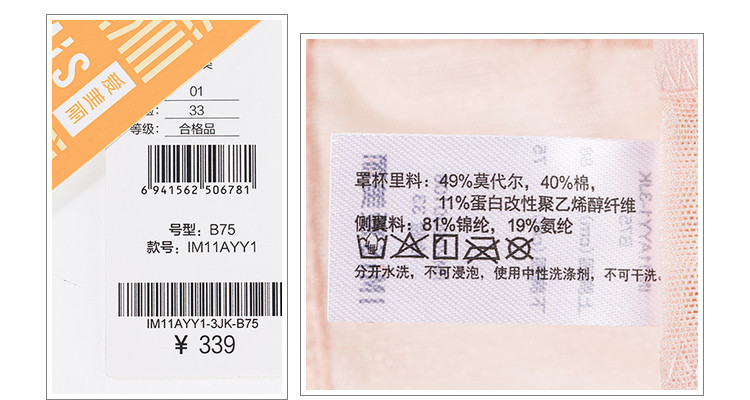 爱美丽
01
33
等级： 合格品
6 941562 506781
号型： B75
款号： IM11AYY1
IM11AYY1-3JK-B75
¥ 339
罩杯里料：49%莫代尔，40%棉，
11%蛋白改性聚乙烯醇纤维
侧翼料：81%锦纶，19%氨纶
分开水洗，不可浸泡，使用中性洗涤剂，不可干洗。